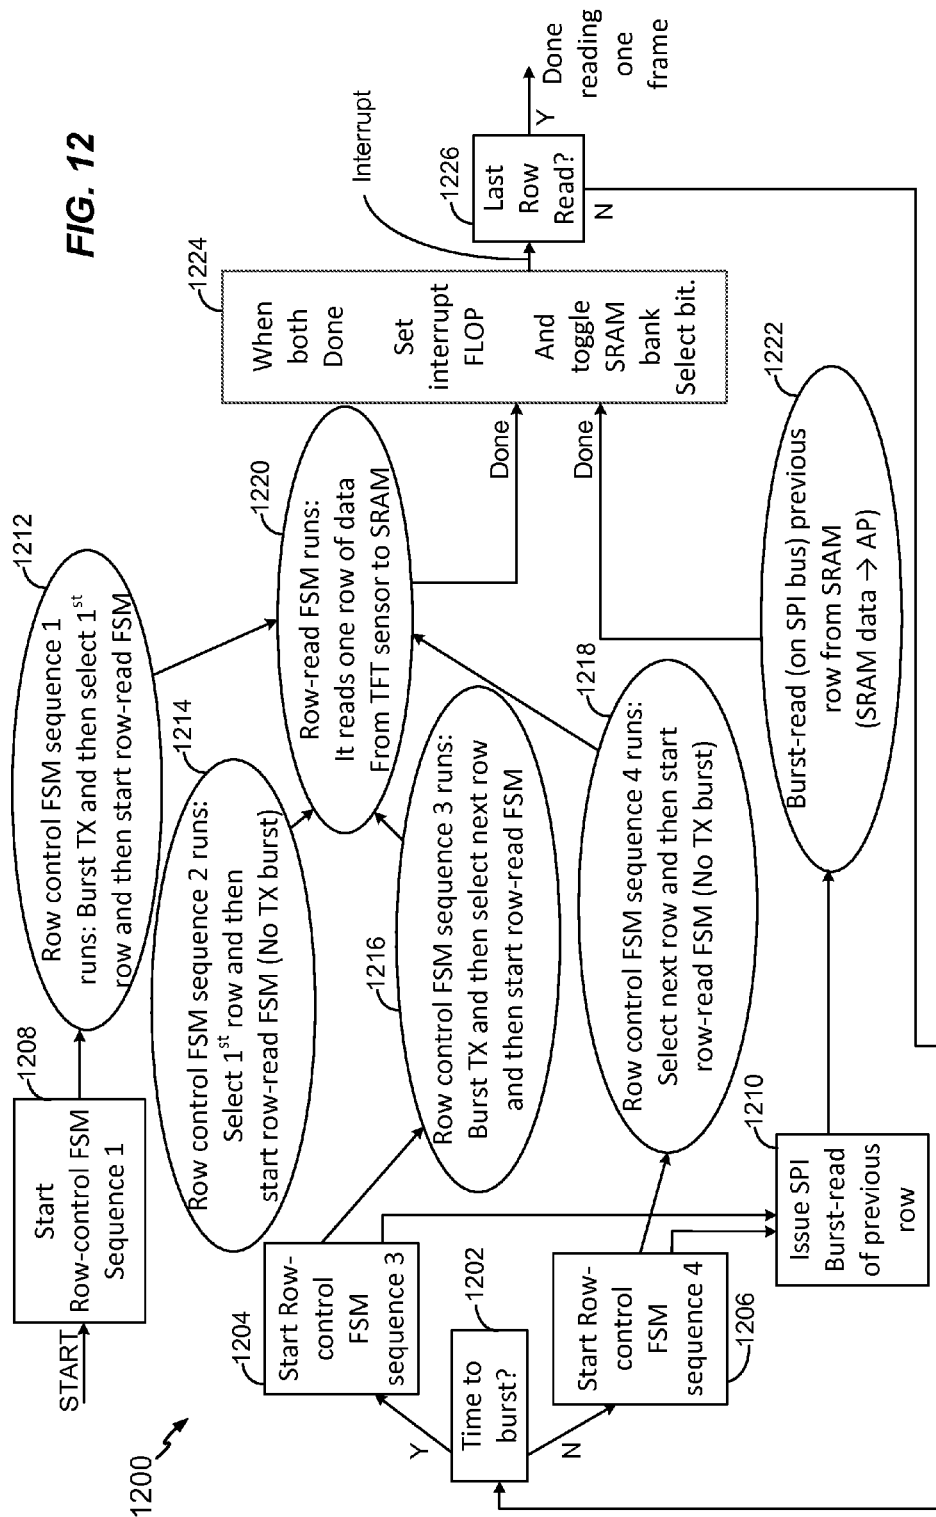 FIG. 12
1200
START
1208
Start
Row-control FSM
Sequence 1
1212
Row control FSM sequence 1
runs: Burst TX and then select 1st
row and then start row-read FSM
1214
Row control FSM sequence 2 runs:
Select 1st row and then
start row-read FSM (No TX burst)
1204
Start Row-
control
FSM
sequence 3
1216
Row control FSM sequence 3 runs:
Burst TX and then select next row
and then start row-read FSM
1202
Time to
burst?
Y
N
1206
Start Row-
control
FSM
sequence 4
1218
Row control FSM sequence 4 runs:
Select next row and then start
row-read FSM (No TX burst)
1210
Issue SPI
Burst-read
of previous
row
1222
Burst-read (on SPI bus) previous
row from SRAM
(SRAM data → AP)
1220
Row-read FSM runs:
It reads one row of data
From TFT sensor to SRAM
Done
Done
1224
When
both
Done
Set
interrupt
FLOP
And
toggle
SRAM
bank
Select bit.
Interrupt
1226
Last
Row
Read?
Y
N
Done
reading
one
frame